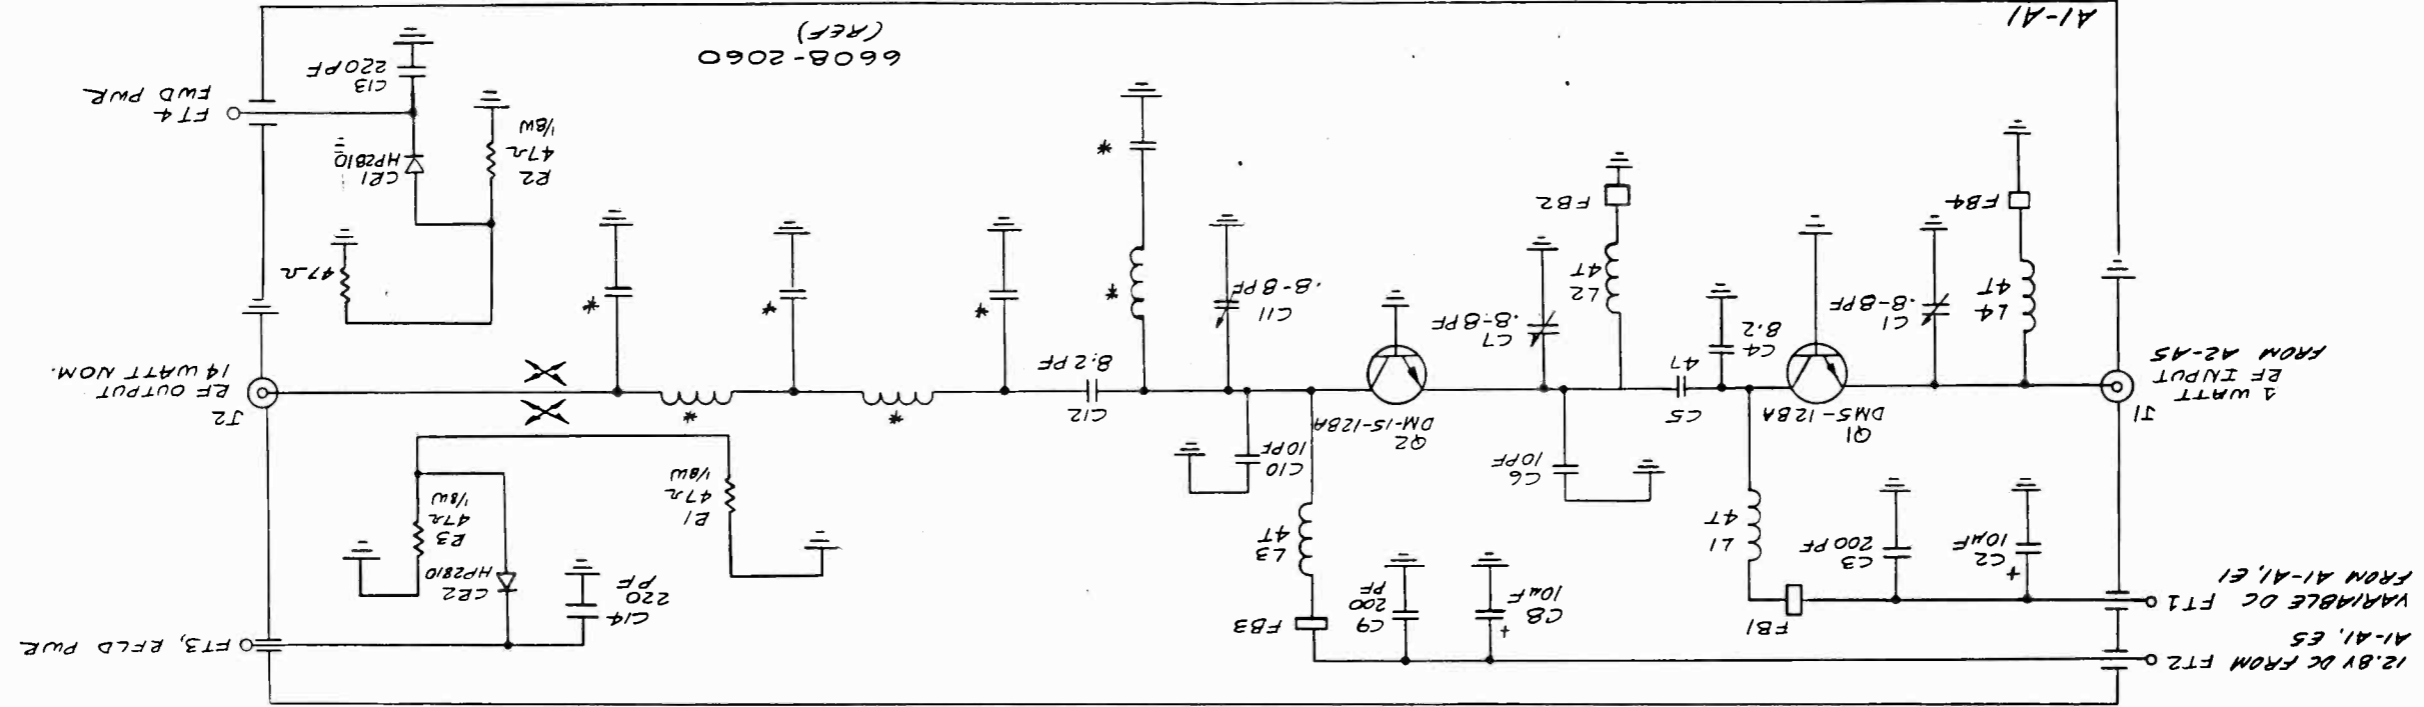 12.8V DC FROM FT2
A1-A1, E5
VARIABLE DC FT1
FROM A1-A1, E1
FB1
+
C2
10µF
C3
200PF
L1
4T
C8
10µF
+
C9
200
PF
FB3
L3
4T
C14
220
PF
CR2
HP2810
R3
47Ω
1/8W
R1
47Ω
1/8W
FT3, RFLD PWR
J1
1 WATT
RF INPUT
FROM A2-A5
Q1
DM5-12BA
C5
47
C4
8.2
C6
10PF
Q2
DM-15-12BA
C10
10PF
C12
8.2PF
*
*
J2
RF OUTPUT
14 WATT NOM.
L4
4T
FB4
C1
.8-8PF
L2
4T
FB2
C7
.8-8PF
C11
.8-8PF
*
*
*
*
*
47Ω
R2
47Ω
1/8W
CR1
HP2810
C13
220PF
FT4
FWD PWR
A1-A1
6608-2060
(REF)